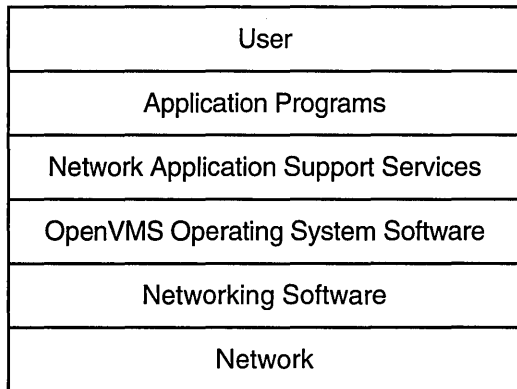 User
Application Programs
Network Application Support Services
OpenVMS Operating System Software
Networking Software
Network